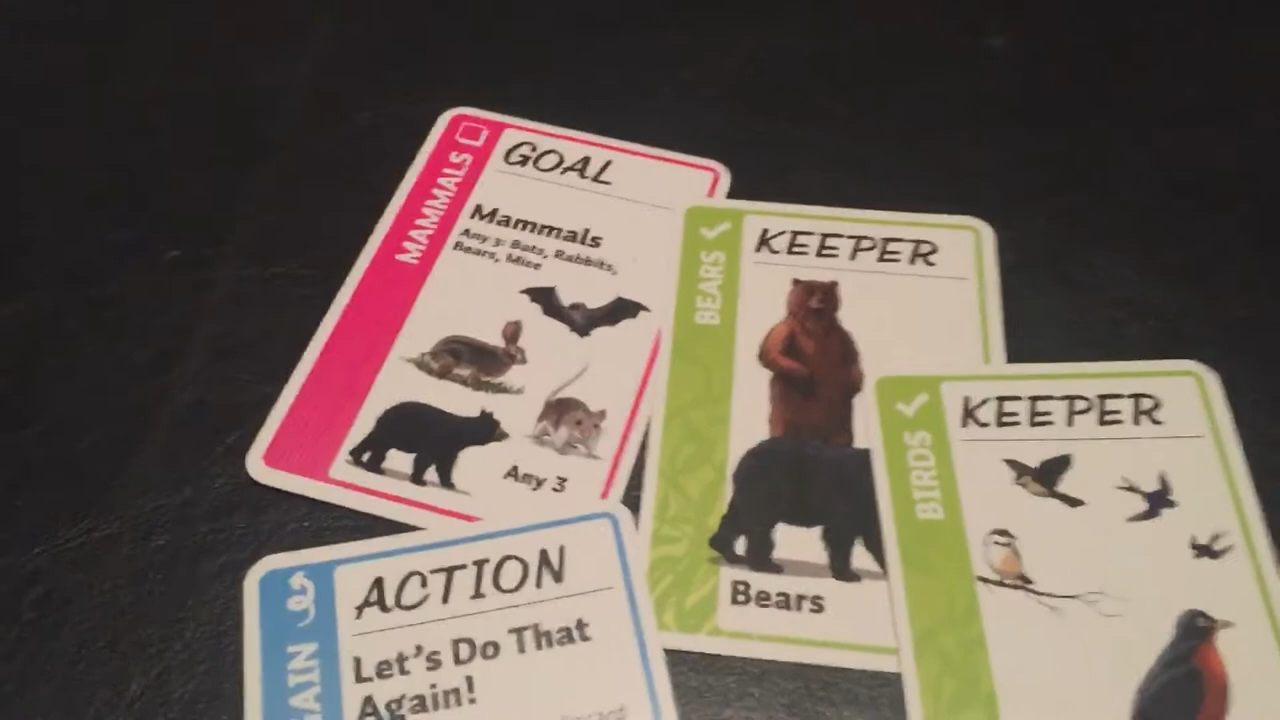 MAMMALS
GOAL
Mammals
Any 3: Bats, Rabbits,
Bears, Mice
Any 3
BEARS
KEEPER
Bears
BIRDS
KEEPER
ACTION
Let's Do That
Again!